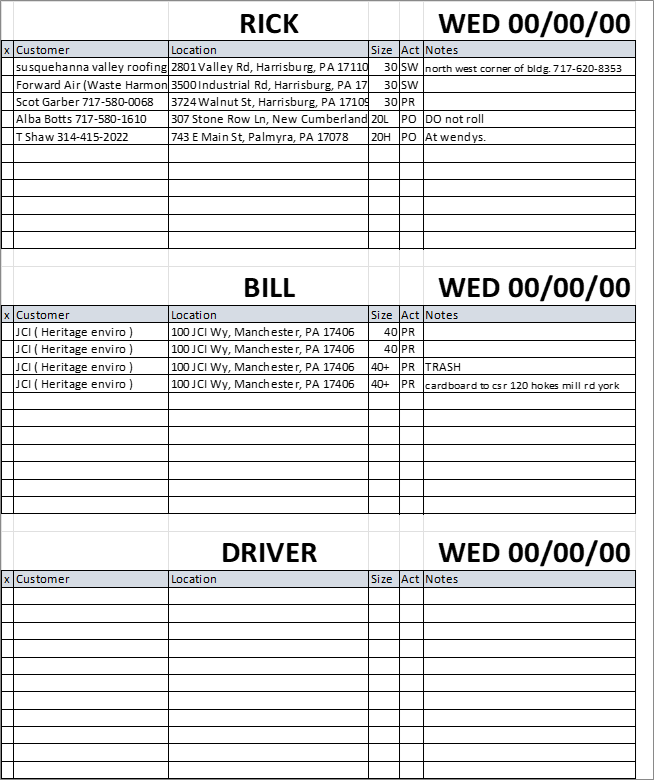 RICK WED 00/00/00
x Customer Location Size Act Notes
susquehanna valley roofing 2801 Valley Rd, Harrisburg, PA 17110 30 SW north west corner of bldg. 717-620-8353
Forward Air (Waste Harmon 3500 Industrial Rd, Harrisburg, PA 17 30 SW
Scot Garber 717-580-0068 3724 Walnut St, Harrisburg, PA 17109 30 PR
Alba Botts 717-580-1610 307 Stone Row Ln, New Cumberland 20L PO DO not roll
T Shaw 314-415-2022 743 E Main St, Palmyra, PA 17078 20H PO At wendys.
BILL WED 00/00/00
x Customer Location Size Act Notes
JCI ( Heritage enviro ) 100 JCI Wy, Manchester, PA 17406 40 PR
JCI ( Heritage enviro ) 100 JCI Wy, Manchester, PA 17406 40 PR
JCI ( Heritage enviro ) 100 JCI Wy, Manchester, PA 17406 40+ PR TRASH
JCI ( Heritage enviro ) 100 JCI Wy, Manchester, PA 17406 40+ PR cardboard to csr 120 hokes mill rd york
DRIVER WED 00/00/00
x Customer Location Size Act Notes